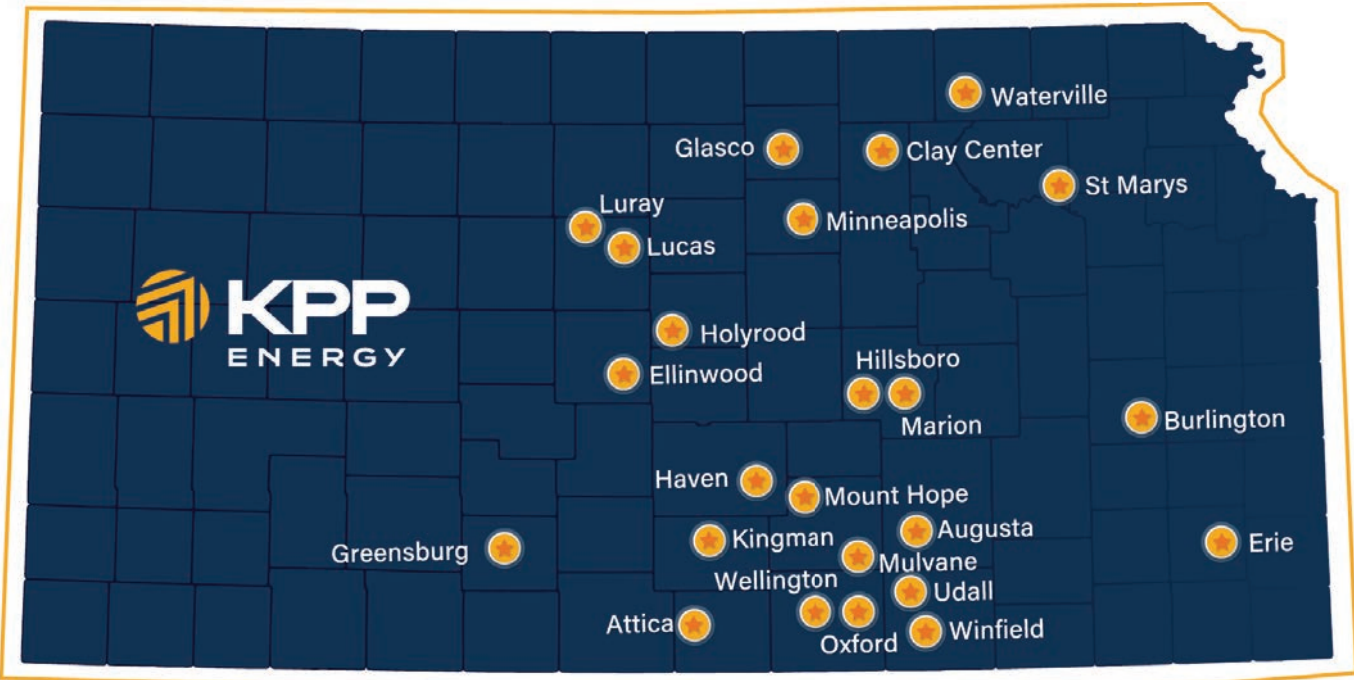 Waterville
Glasco
Clay Center
St Marys
Luray
Minneapolis
Lucas
KPP
ENERGY
Holyrood
Hillsboro
Ellinwood
Marion
Burlington
Haven
Mount Hope
Augusta
Kingman
Greensburg
Erie
Mulvane
Wellington
Udall
Attica
Oxford
Winfield